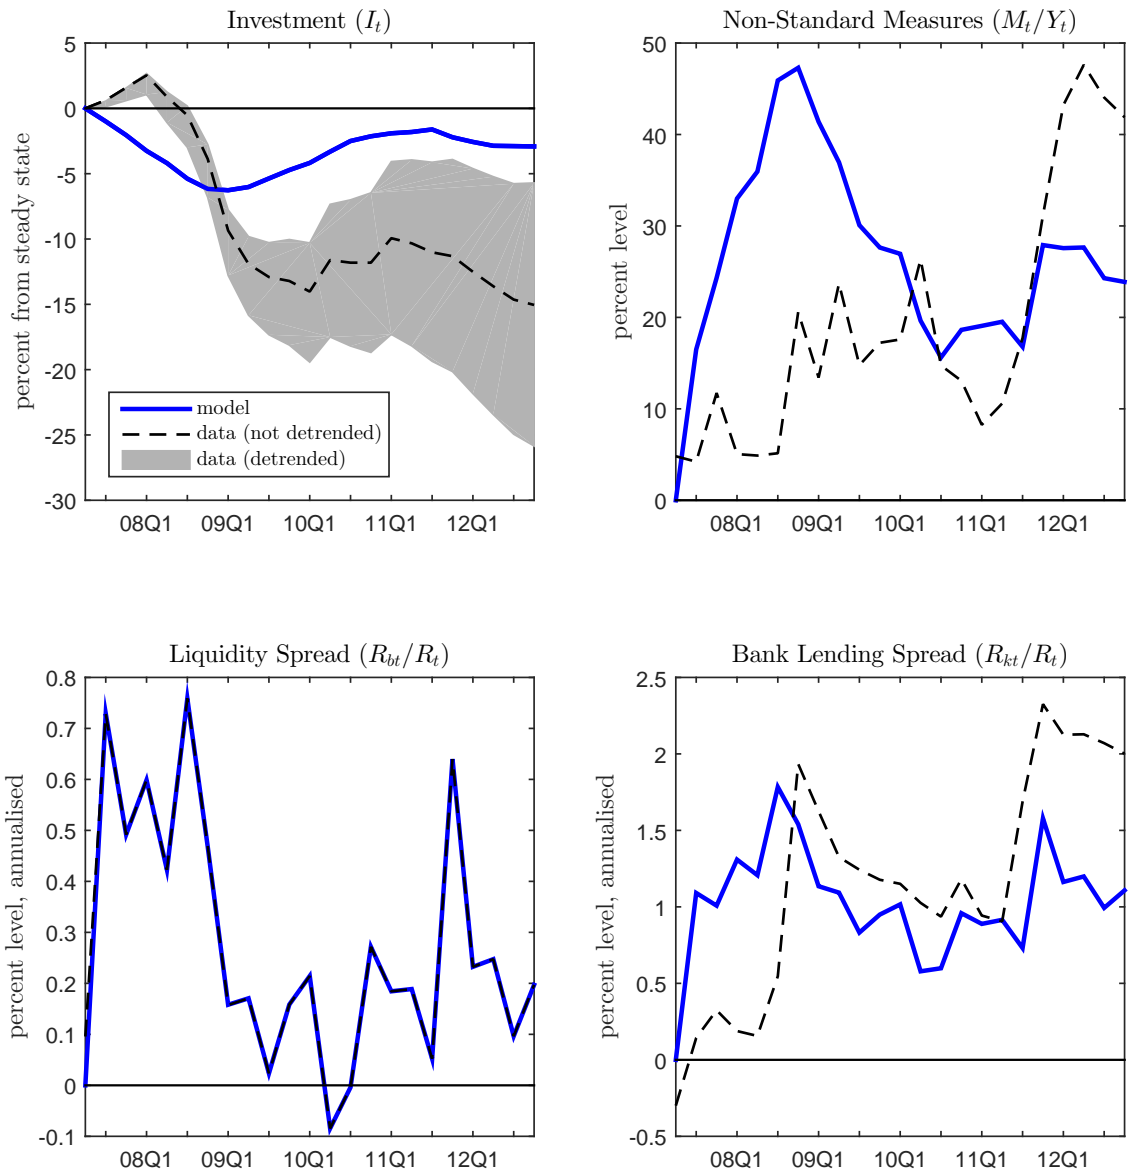 Investment (I_t)
5
0
-5
-10
-15
-20
-25
-30
percent from steady state
model
data (not detrended)
data (detrended)
08Q1 09Q1 10Q1 11Q1 12Q1
Non-Standard Measures (M_t/Y_t)
50
40
30
20
10
0
percent level
08Q1 09Q1 10Q1 11Q1 12Q1
Liquidity Spread (R_{bt}/R_t)
0.8
0.7
0.6
0.5
0.4
0.3
0.2
0.1
0
-0.1
percent level, annualised
08Q1 09Q1 10Q1 11Q1 12Q1
Bank Lending Spread (R_{kt}/R_t)
2.5
2
1.5
1
0.5
0
-0.5
percent level, annualised
08Q1 09Q1 10Q1 11Q1 12Q1